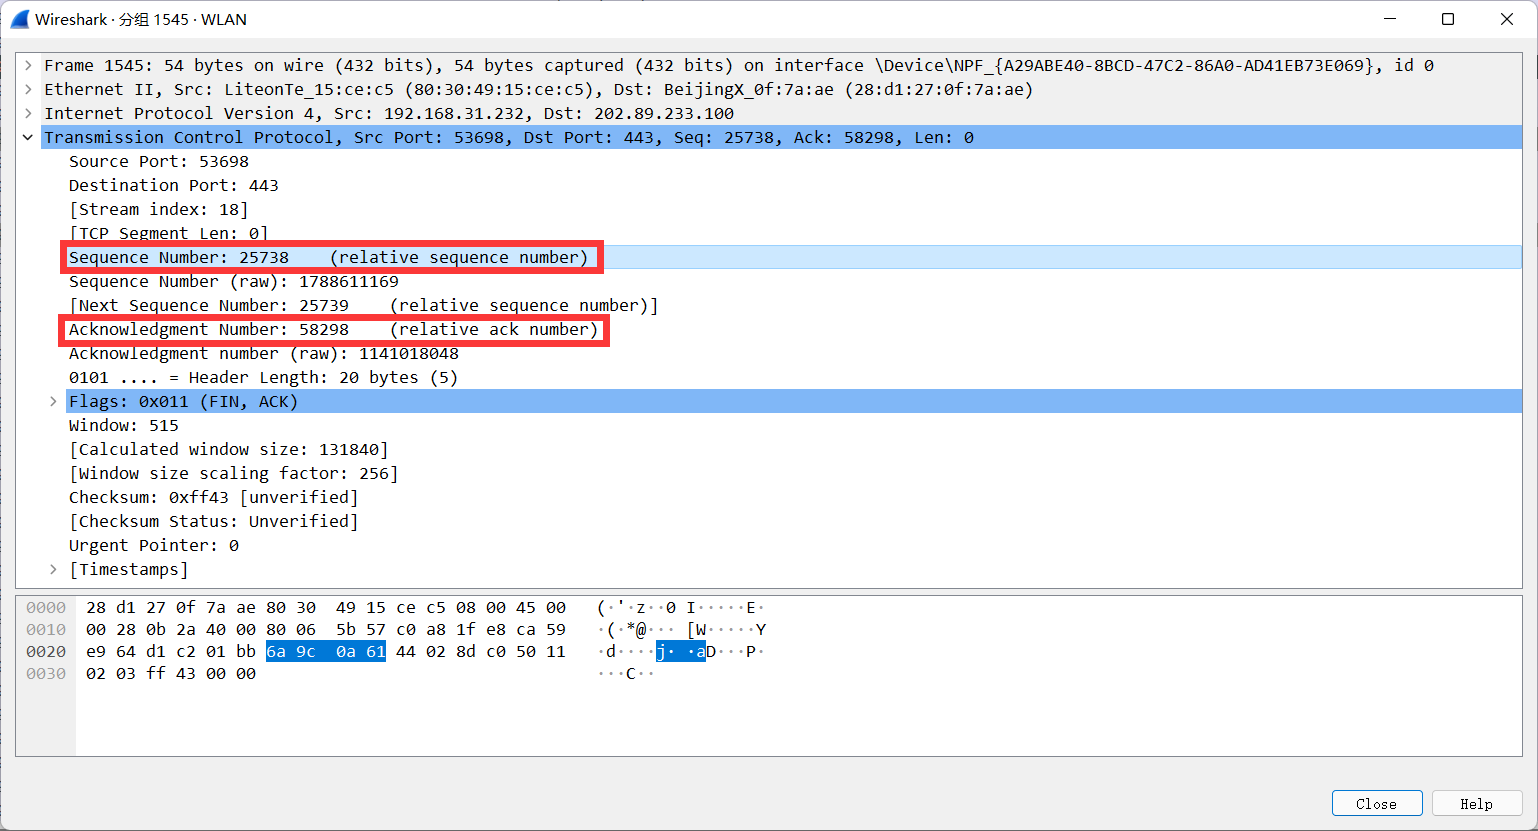 Wireshark · 分组 1545 · WLAN
Frame 1545: 54 bytes on wire (432 bits), 54 bytes captured (432 bits) on interface \Device\NPF_{A29ABE40-8BCD-47C2-86A0-AD41EB73E069}, id 0
Ethernet II, Src: LiteonTe_15:ce:c5 (80:30:49:15:ce:c5), Dst: BeijingX_0f:7a:ae (28:d1:27:0f:7a:ae)
Internet Protocol Version 4, Src: 192.168.31.232, Dst: 202.89.233.100
Transmission Control Protocol, Src Port: 53698, Dst Port: 443, Seq: 25738, Ack: 58298, Len: 0
Source Port: 53698
Destination Port: 443
[Stream index: 18]
[TCP Segment Len: 0]
Sequence Number: 25738    (relative sequence number)
Sequence Number (raw): 1788611169
[Next Sequence Number: 25739    (relative sequence number)]
Acknowledgment Number: 58298    (relative ack number)
Acknowledgment number (raw): 1141018048
0101 .... = Header Length: 20 bytes (5)
Flags: 0x011 (FIN, ACK)
Window: 515
[Calculated window size: 131840]
[Window size scaling factor: 256]
Checksum: 0xff43 [unverified]
[Checksum Status: Unverified]
Urgent Pointer: 0
[Timestamps]
0000  28 d1 27 0f 7a ae 80 30  49 15 ce c5 08 00 45 00  (·'·z··0 I·····E·
0010  00 28 0b 2a 40 00 80 06  5b 57 c0 a8 1f e8 ca 59  ·(·*@··· [W·····Y
0020  e9 64 d1 c2 01 bb 6a 9c  0a 61 44 02 8d c0 50 11  ·d····j· ·aD···P·
0030  02 03 ff 43 00 00  ···C··
Close Help